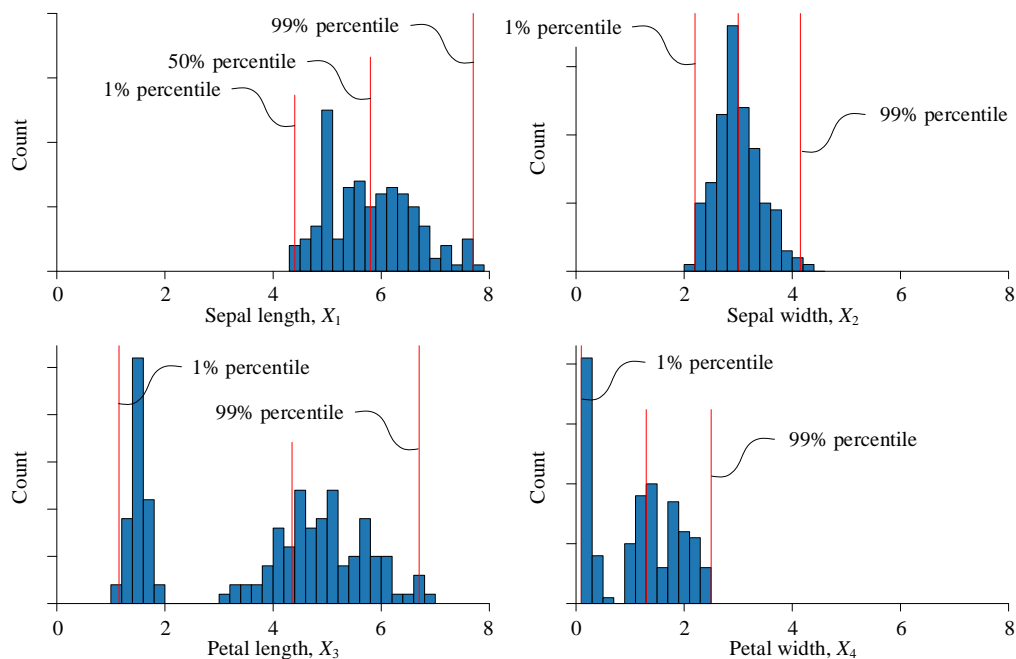 99% percentile
50% percentile
1% percentile
Count
0 2 4 6 8
Sepal length, X1
1% percentile
99% percentile
Count
0 2 4 6 8
Sepal width, X2
1% percentile
99% percentile
Count
0 2 4 6 8
Petal length, X3
1% percentile
99% percentile
Count
0 2 4 6 8
Petal width, X4